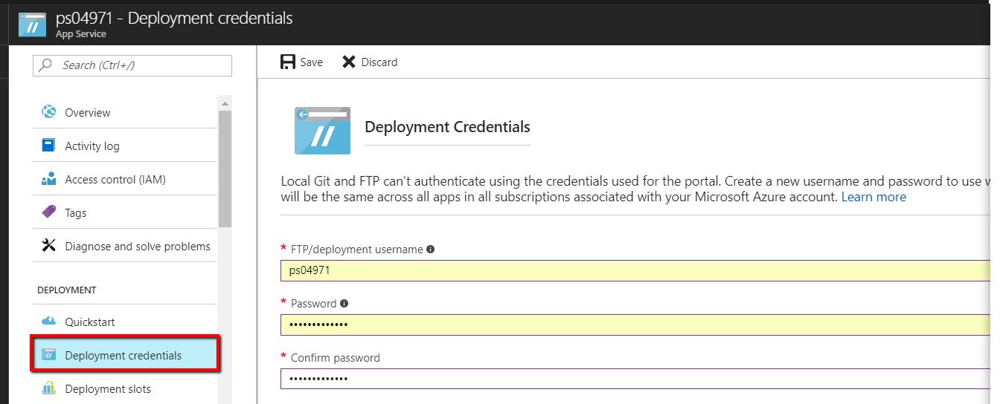 ps04971 - Deployment credentials
App Service
Search (Ctrl+/)
Overview
Activity log
Access control (IAM)
Tags
Diagnose and solve problems
DEPLOYMENT
Quickstart
Deployment credentials
Deployment slots
Save
Discard
Deployment Credentials
Local Git and FTP can't authenticate using the credentials used for the portal. Create a new username and password to use
will be the same across all apps in all subscriptions associated with your Microsoft Azure account. Learn more
* FTP/deployment username
ps04971
* Password
•••••••••••••
* Confirm password
•••••••••••••